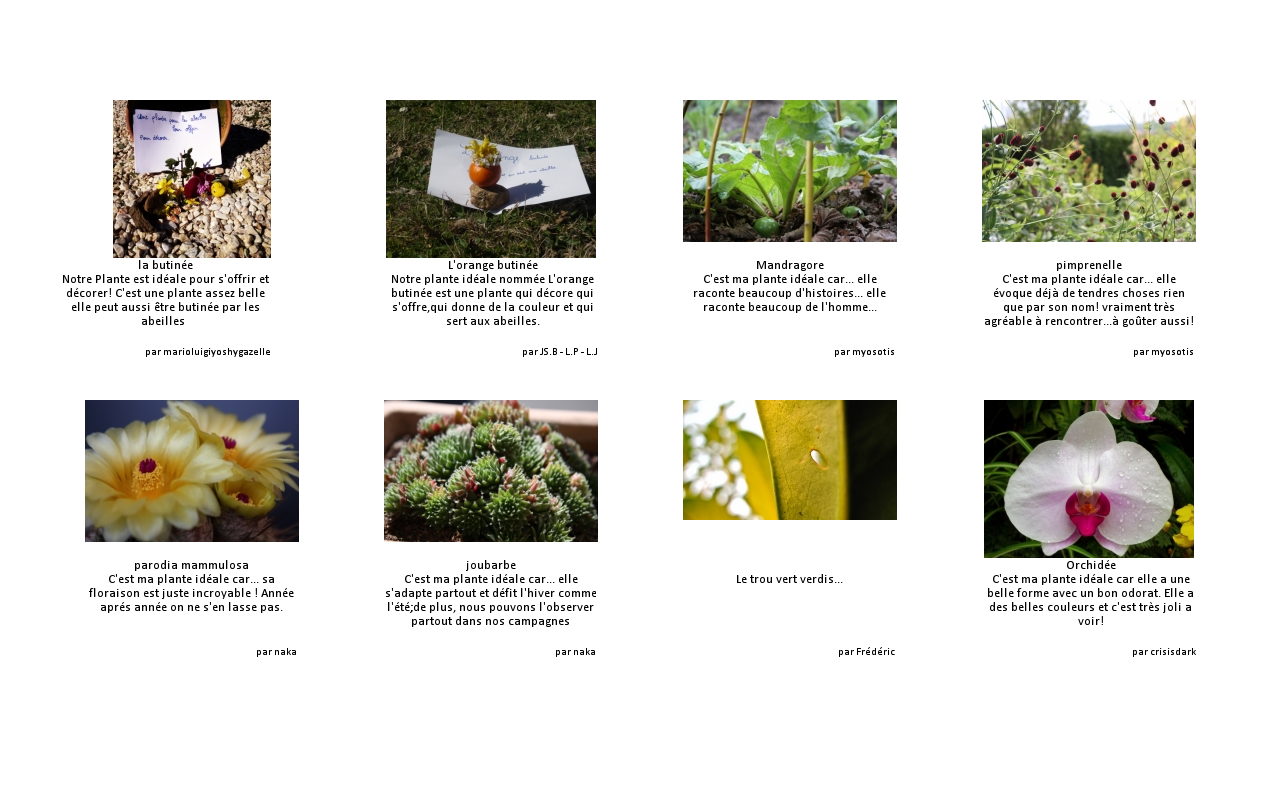 Une plante pour les abeilles
Pour offrir
Pour décorer
la butinée
Notre Plante est idéale pour s'offrir et
décorer! C'est une plante assez belle
elle peut aussi être butinée par les
abeilles
par marioluigiyoshygazelle
butinée
L'orange butinée
Notre plante idéale nommée L'orange
butinée est une plante qui décore qui
s'offre,qui donne de la couleur et qui
sert aux abeilles.
par JS.B - L.P - L.J
Mandragore
C'est ma plante idéale car... elle
raconte beaucoup d'histoires... elle
raconte beaucoup de l'homme...
par myosotis
pimprenelle
C'est ma plante idéale car... elle
évoque déjà de tendres choses rien
que par son nom! vraiment très
agréable à rencontrer...à goûter aussi!
par myosotis
parodia mammulosa
C'est ma plante idéale car... sa
floraison est juste incroyable ! Année
aprés année on ne s'en lasse pas.
par naka
joubarbe
C'est ma plante idéale car... elle
s'adapte partout et défit l'hiver comme
l'été;de plus, nous pouvons l'observer
partout dans nos campagnes
par naka
Le trou vert verdis...
par Frédéric
Orchidée
C'est ma plante idéale car elle a une
belle forme avec un bon odorat. Elle a
des belles couleurs et c'est très joli a
voir!
par crisisdark